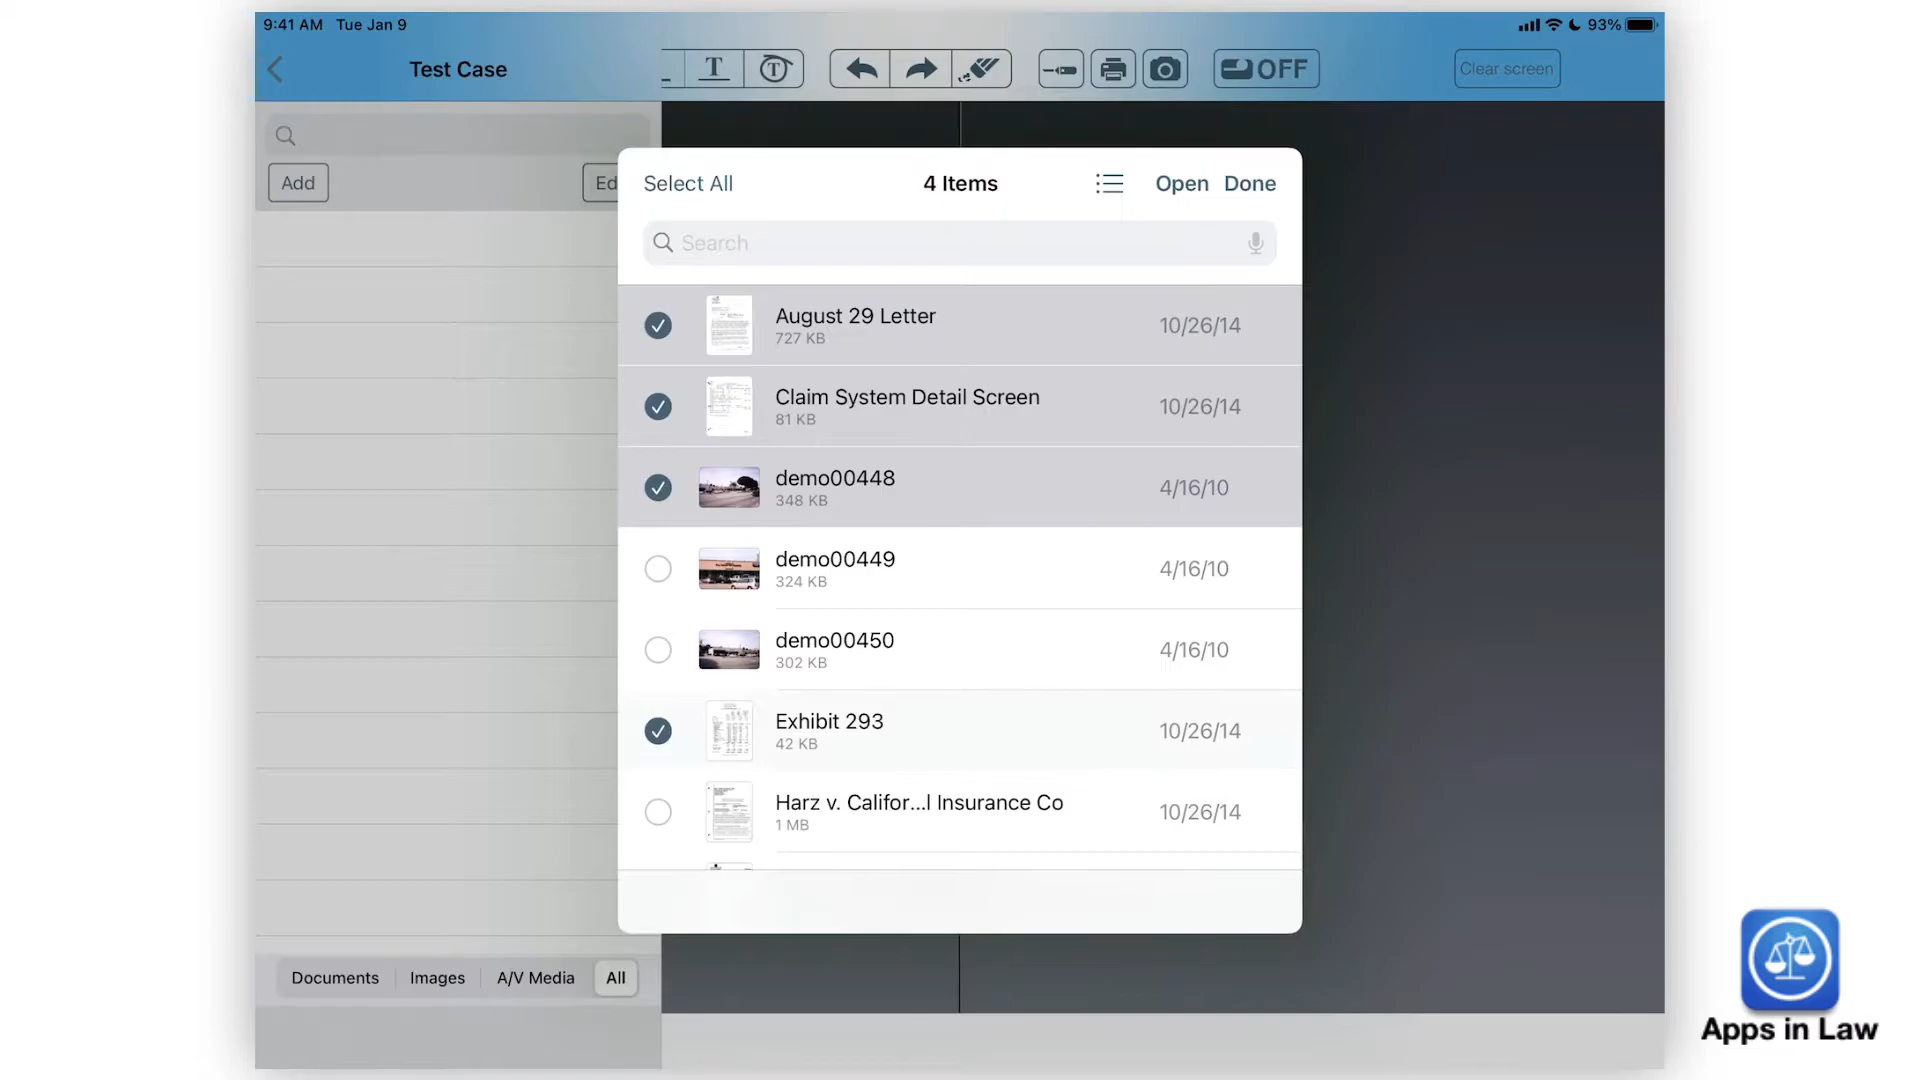 9:41 AM Tue Jan 9
93%
Test Case
T
T
OFF
Clear screen
Add
Ed
Select All
4 Items
Open Done
Search
August 29 Letter
727 KB
10/26/14
Claim System Detail Screen
81 KB
10/26/14
demo00448
348 KB
4/16/10
demo00449
324 KB
4/16/10
demo00450
302 KB
4/16/10
Exhibit 293
42 KB
10/26/14
Harz v. Califor...l Insurance Co
1 MB
10/26/14
Documents
Images
A/V Media
All
Apps in Law